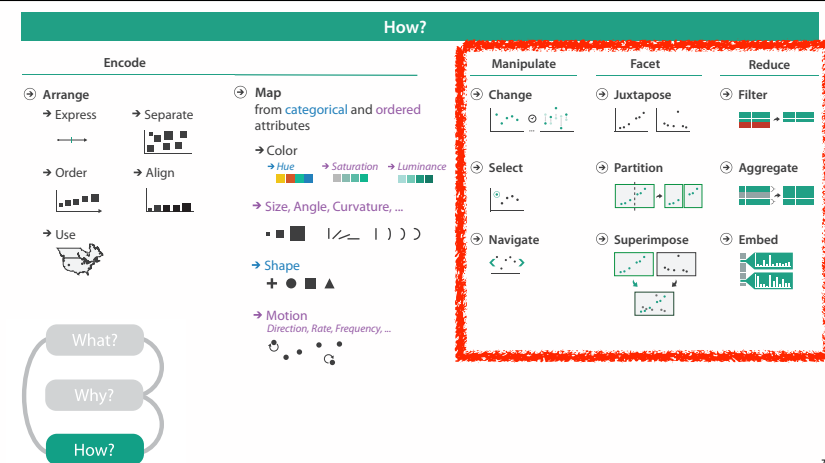 How?
Encode
Arrange
Express
Separate
Order
Align
Use
Map
from categorical and ordered
attributes
Color
Hue
Saturation
Luminance
Size, Angle, Curvature, ...
Shape
Motion
Direction, Rate, Frequency, ...
Manipulate
Change
...
Select
Navigate
Facet
Juxtapose
Partition
Superimpose
Reduce
Filter
Aggregate
Embed
What?
Why?
How?